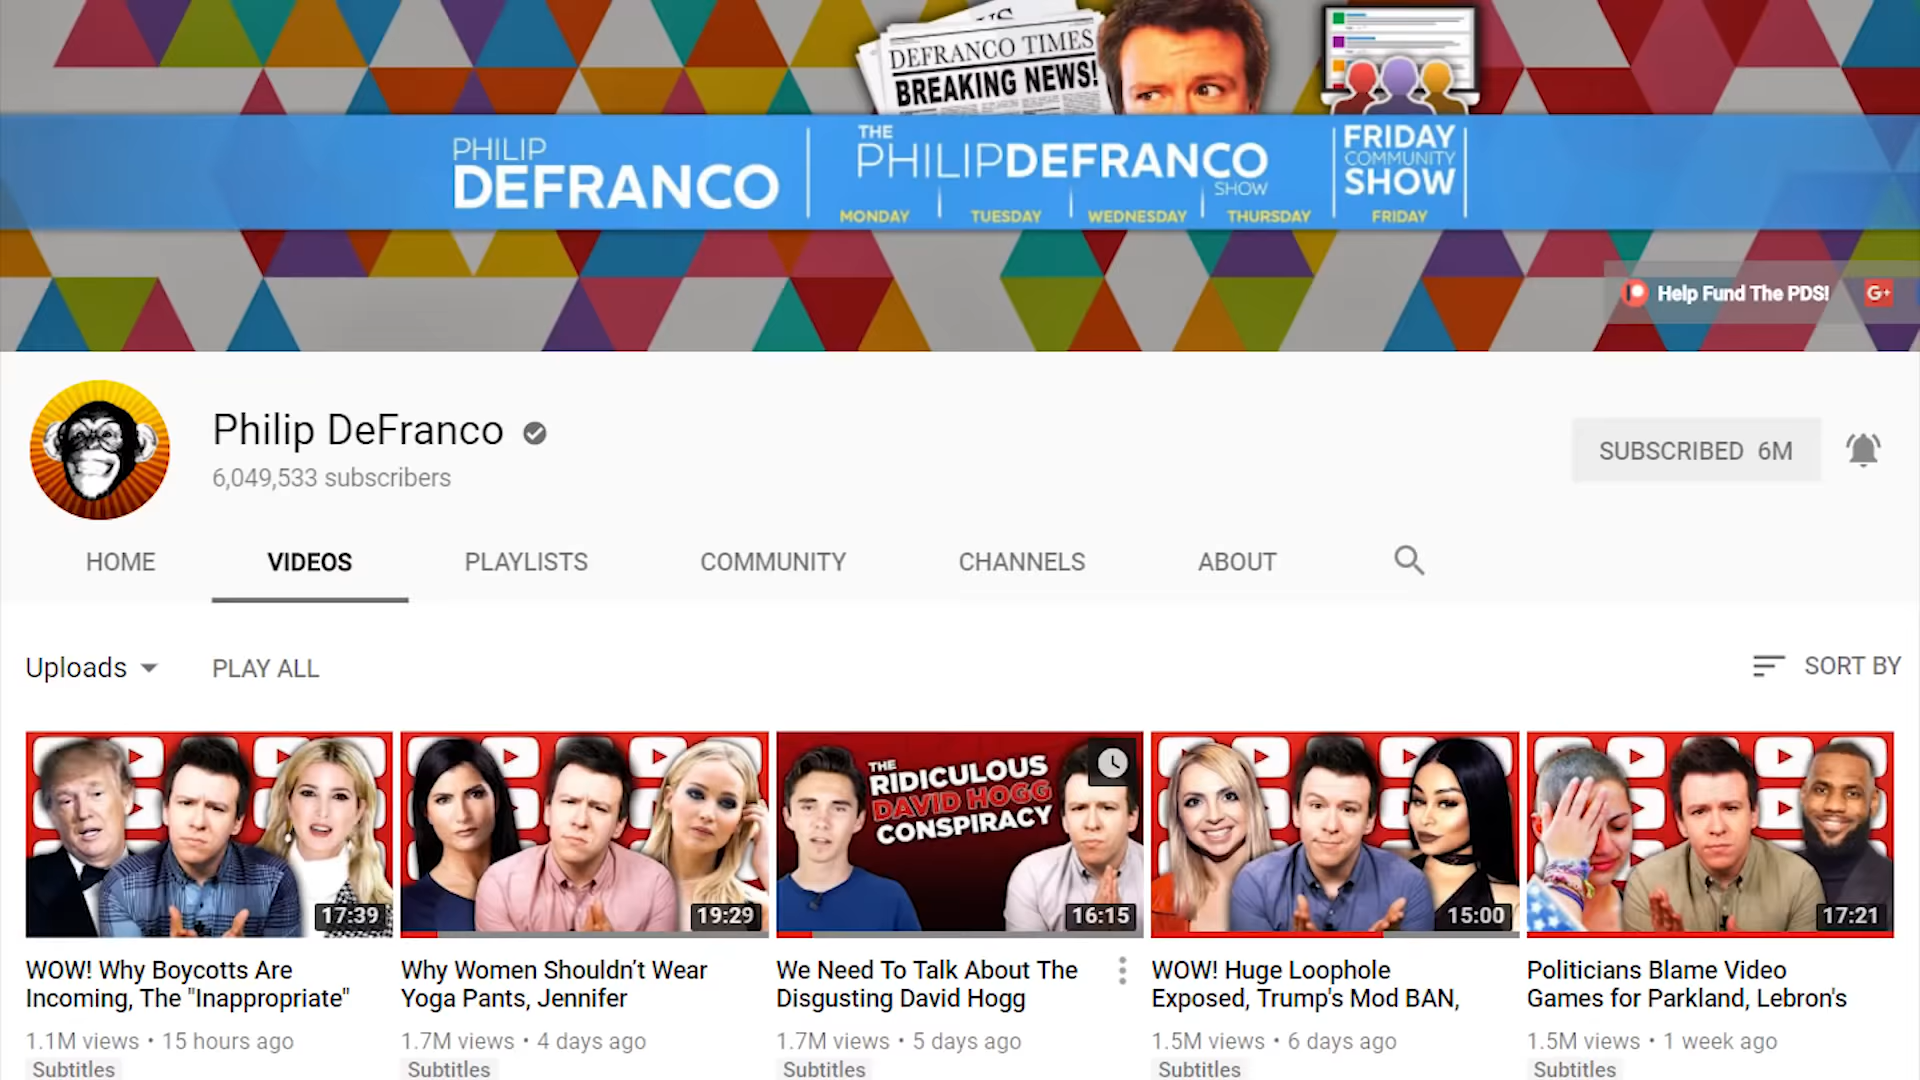 DEFRANCO TIMES
BREAKING NEWS!
PHILIP
DEFRANCO
THE
PHILIPDEFRANCO
SHOW
MONDAY
TUESDAY
WEDNESDAY
THURSDAY
FRIDAY
COMMUNITY
SHOW
FRIDAY
Help Fund The PDS!
G+
Philip DeFranco
6,049,533 subscribers
SUBSCRIBED 6M
HOME
VIDEOS
PLAYLISTS
COMMUNITY
CHANNELS
ABOUT
Uploads
PLAY ALL
SORT BY
17:39
19:29
THE
RIDICULOUS
DAVID HOGG
CONSPIRACY
16:15
15:00
17:21
WOW! Why Boycotts Are
Incoming, The "Inappropriate"
1.1M views • 15 hours ago
Subtitles
Why Women Shouldn’t Wear
Yoga Pants, Jennifer
1.7M views • 4 days ago
Subtitles
We Need To Talk About The
Disgusting David Hogg
1.7M views • 5 days ago
Subtitles
WOW! Huge Loophole
Exposed, Trump's Mod BAN,
1.5M views • 6 days ago
Subtitles
Politicians Blame Video
Games for Parkland, Lebron's
1.5M views • 1 week ago
Subtitles